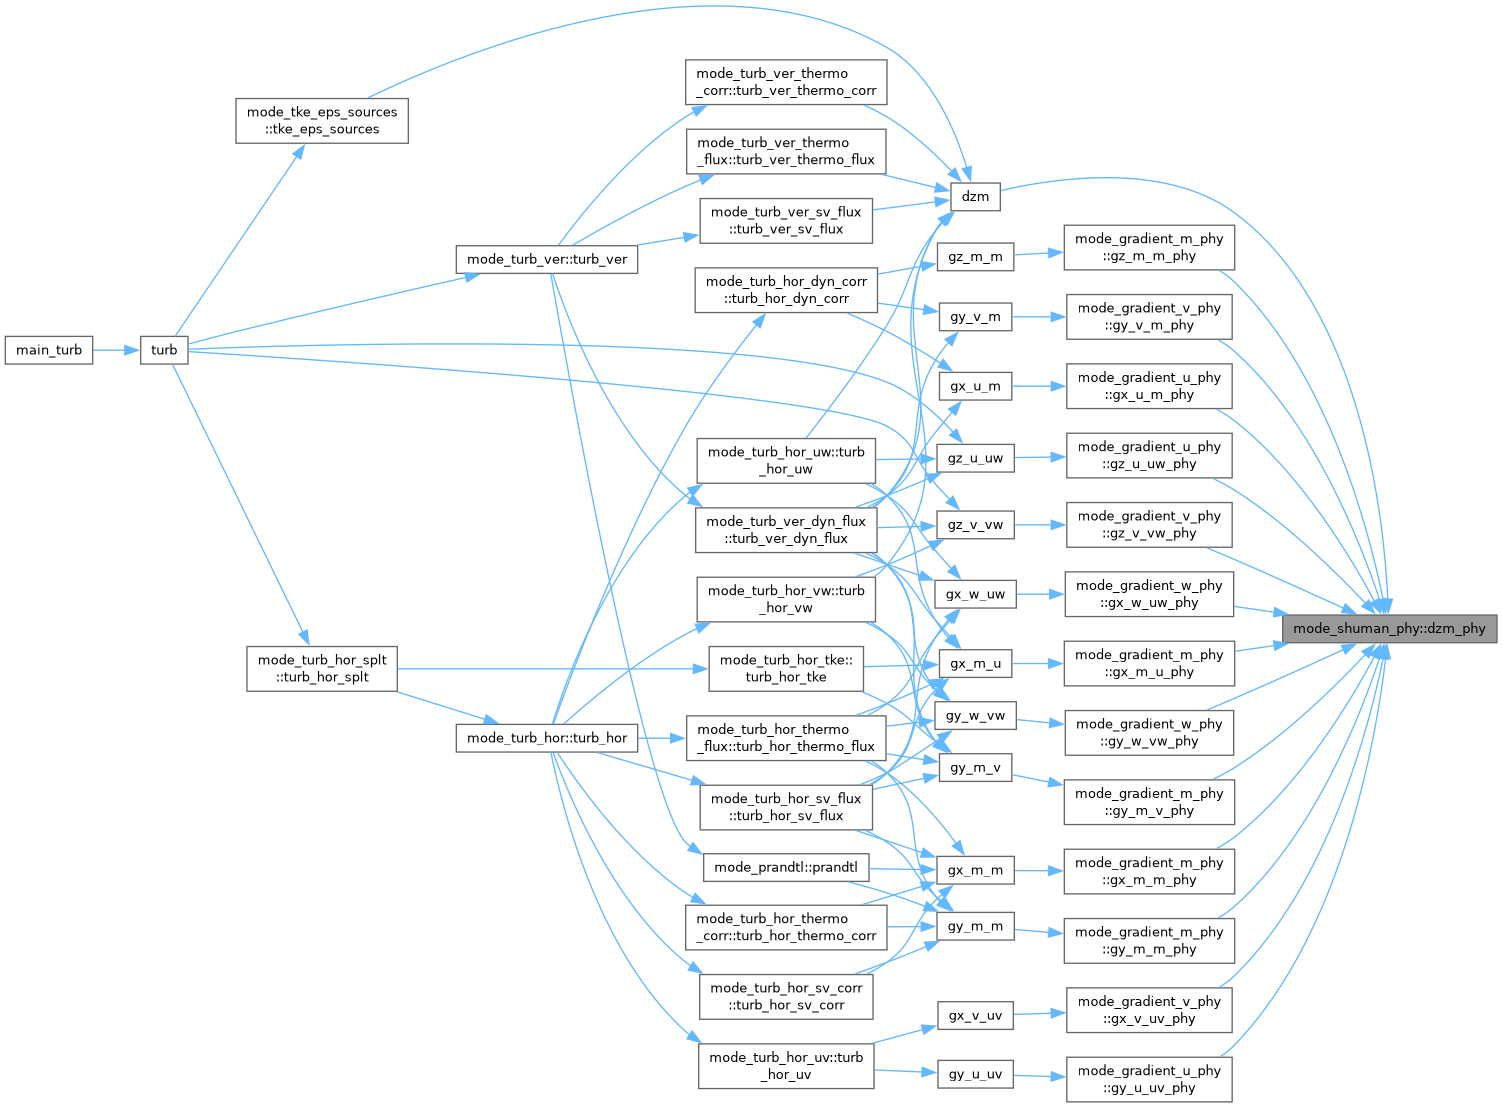 mode_turb_ver_thermo
_corr::turb_ver_thermo_corr
mode_tke_eps_sources
::tke_eps_sources
mode_turb_ver_thermo
_flux::turb_ver_thermo_flux
dzm
mode_turb_ver_sv_flux
::turb_ver_sv_flux
mode_gradient_m_phy
::gz_m_m_phy
gz_m_m
mode_turb_ver::turb_ver
mode_turb_hor_dyn_corr
::turb_hor_dyn_corr
mode_gradient_v_phy
::gy_v_m_phy
gy_v_m
main_turb
turb
mode_gradient_u_phy
::gx_u_m_phy
gx_u_m
mode_turb_hor_uw::turb
_hor_uw
gz_u_uw
mode_gradient_u_phy
::gz_u_uw_phy
mode_turb_ver_dyn_flux
::turb_ver_dyn_flux
gz_v_vw
mode_gradient_v_phy
::gz_v_vw_phy
mode_turb_hor_vw::turb
_hor_vw
gx_w_uw
mode_gradient_w_phy
::gx_w_uw_phy
mode_shuman_phy::dzm_phy
mode_turb_hor_splt
::turb_hor_splt
mode_turb_hor_tke::
turb_hor_tke
gx_m_u
mode_gradient_m_phy
::gx_m_u_phy
mode_turb_hor::turb_hor
mode_turb_hor_thermo
_flux::turb_hor_thermo_flux
gy_w_vw
mode_gradient_w_phy
::gy_w_vw_phy
gy_m_v
mode_gradient_m_phy
::gy_m_v_phy
mode_turb_hor_sv_flux
::turb_hor_sv_flux
mode_prandtl::prandtl
gx_m_m
mode_gradient_m_phy
::gx_m_m_phy
mode_turb_hor_thermo
_corr::turb_hor_thermo_corr
gy_m_m
mode_gradient_m_phy
::gy_m_m_phy
mode_turb_hor_sv_corr
::turb_hor_sv_corr
gx_v_uv
mode_gradient_v_phy
::gx_v_uv_phy
mode_turb_hor_uv::turb
_hor_uv
gy_u_uv
mode_gradient_u_phy
::gy_u_uv_phy